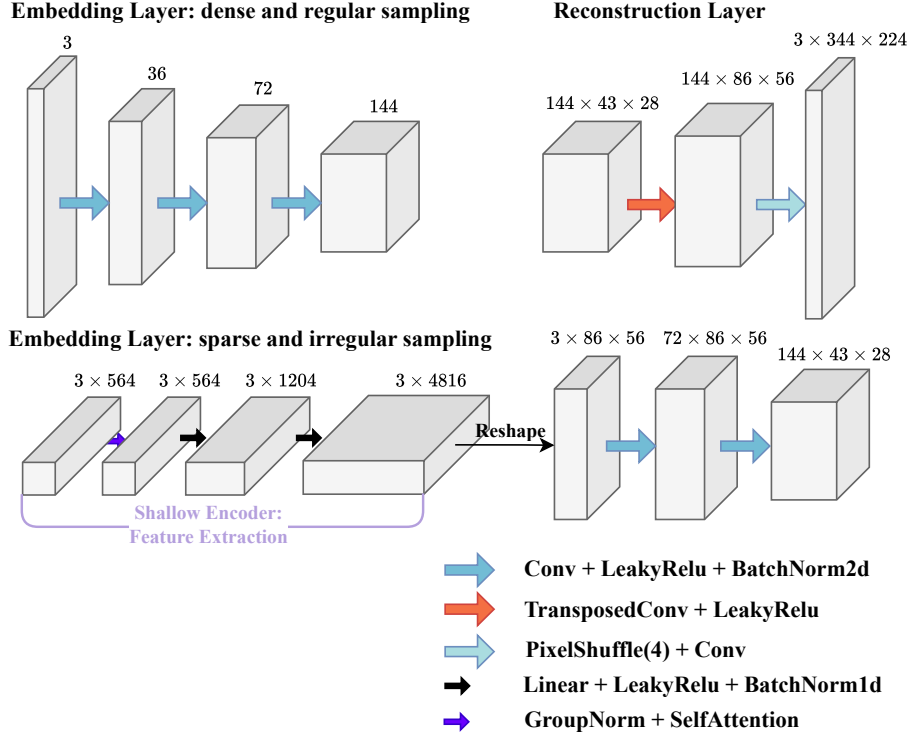 Embedding Layer: dense and regular sampling
3
36
72
144
Reconstruction Layer
144 × 43 × 28
144 × 86 × 56
3 × 344 × 224
Embedding Layer: sparse and irregular sampling
3 × 564
3 × 564
3 × 1204
3 × 4816
Reshape
3 × 86 × 56
72 × 86 × 56
144 × 43 × 28
Shallow Encoder:
Feature Extraction
Conv + LeakyRelu + BatchNorm2d
TransposedConv + LeakyRelu
PixelShuffle(4) + Conv
Linear + LeakyRelu + BatchNorm1d
GroupNorm + SelfAttention